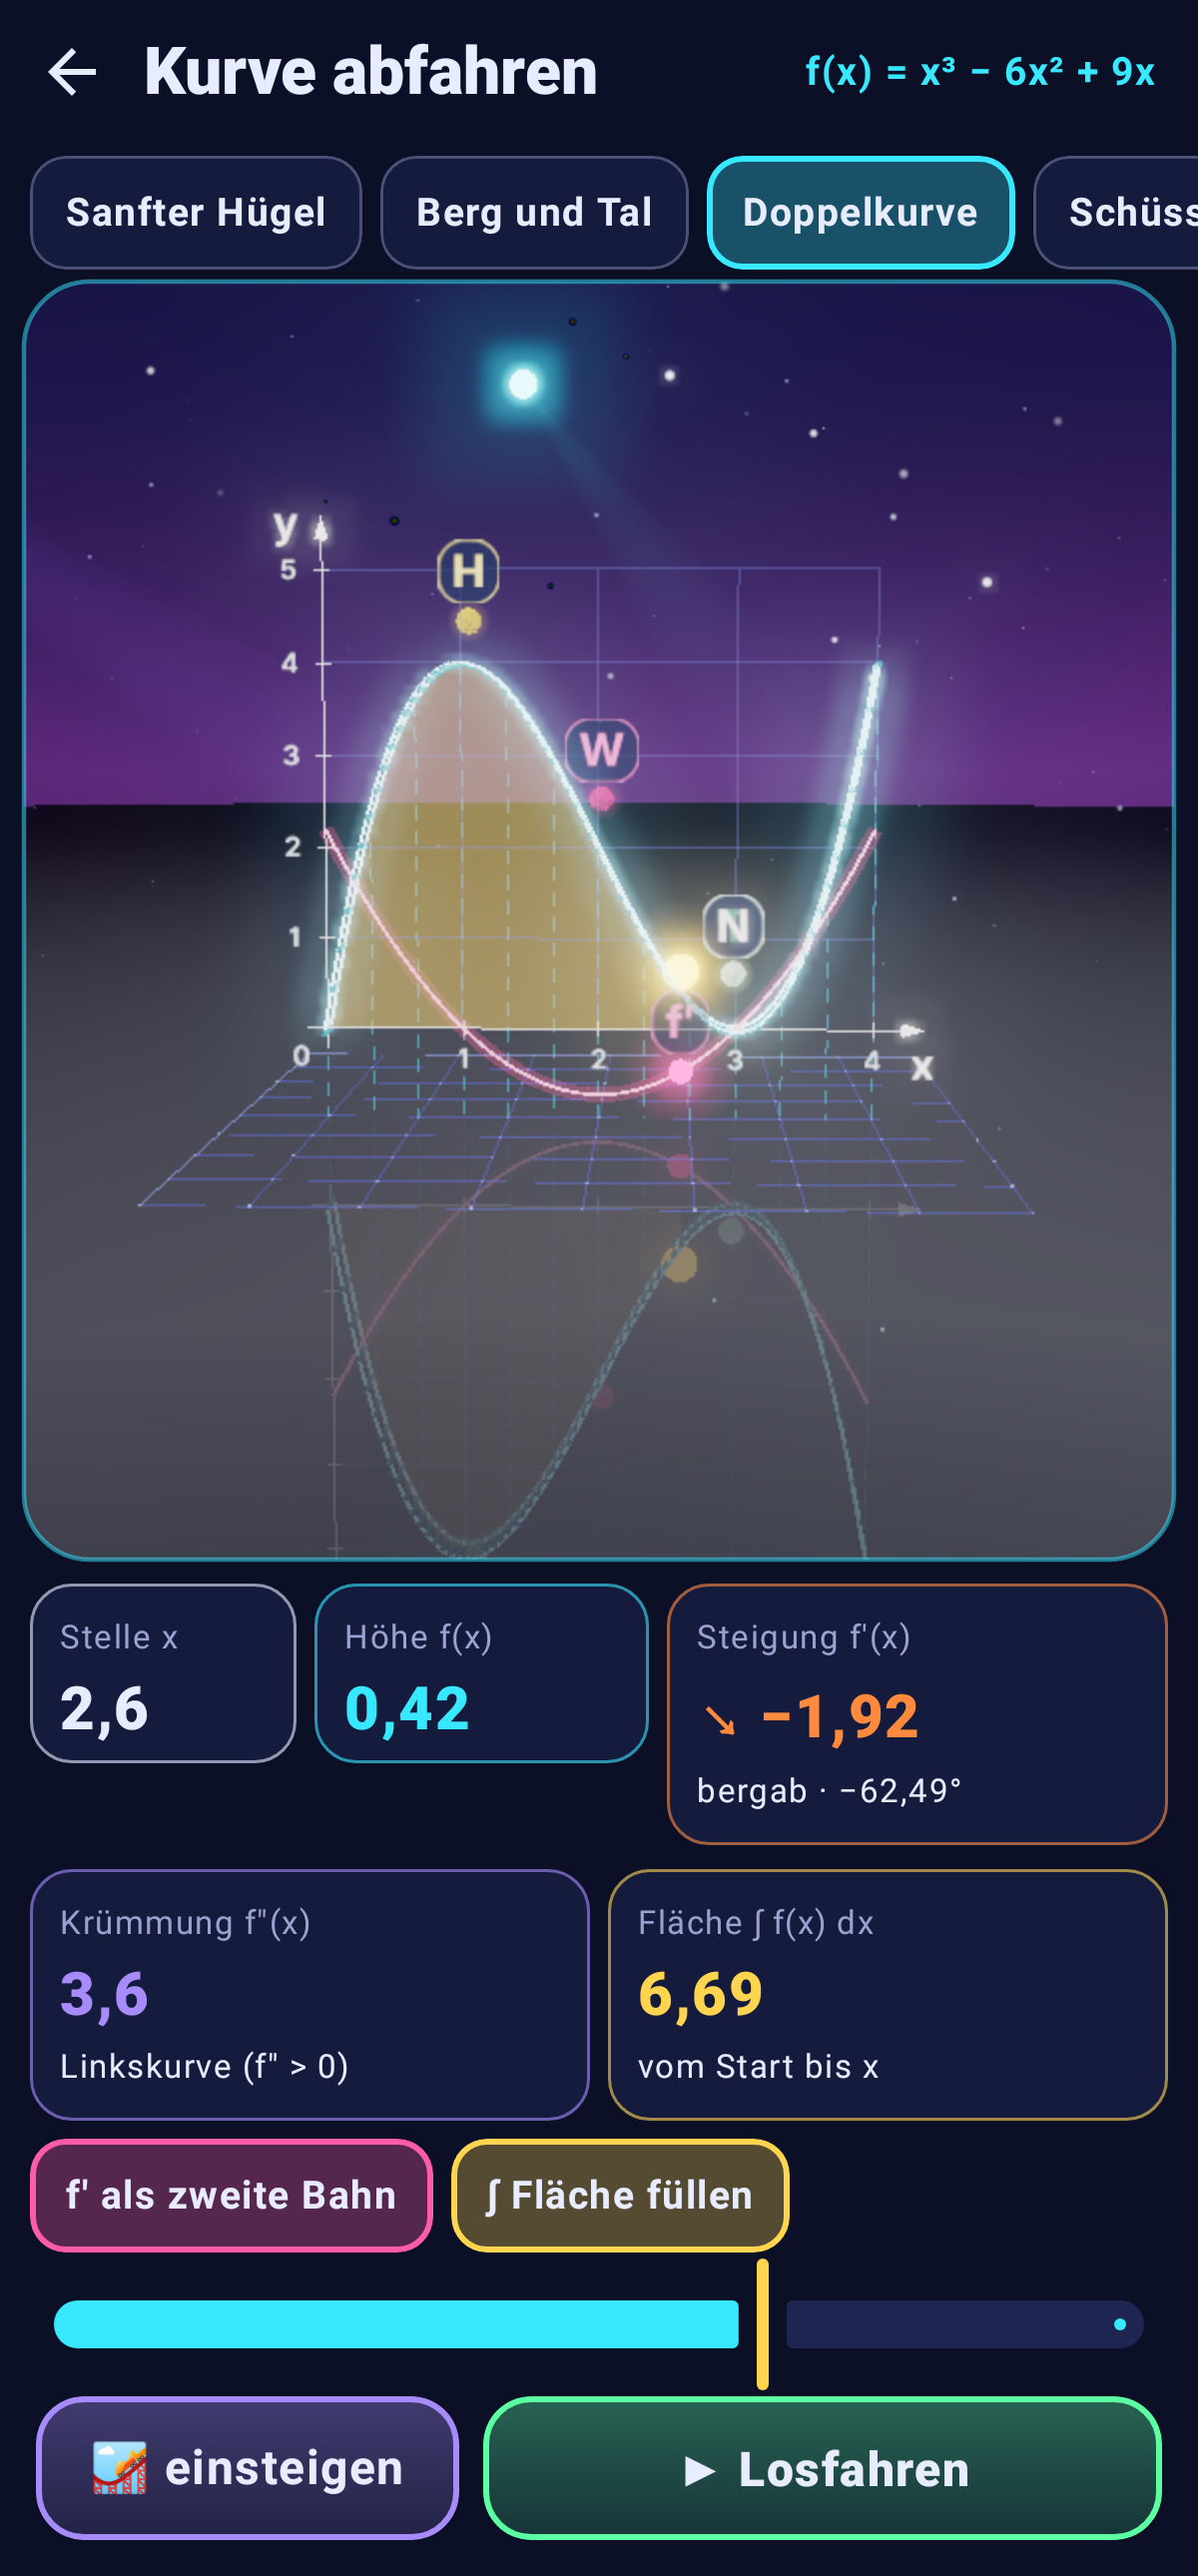 Kurve abfahren
f(x) = x³ − 6x² + 9x
Sanfter Hügel
Berg und Tal
Doppelkurve
Schüss
y
5
H
4
W
3
2
N
1
f'
0
1
2
3
4
x
Stelle x
2,6
Höhe f(x)
0,42
Steigung f'(x)
↘ −1,92
bergab · −62,49°
Krümmung f"(x)
3,6
Linkskurve (f" > 0)
Fläche ∫ f(x) dx
6,69
vom Start bis x
f' als zweite Bahn
∫ Fläche füllen
🎢 einsteigen
► Losfahren